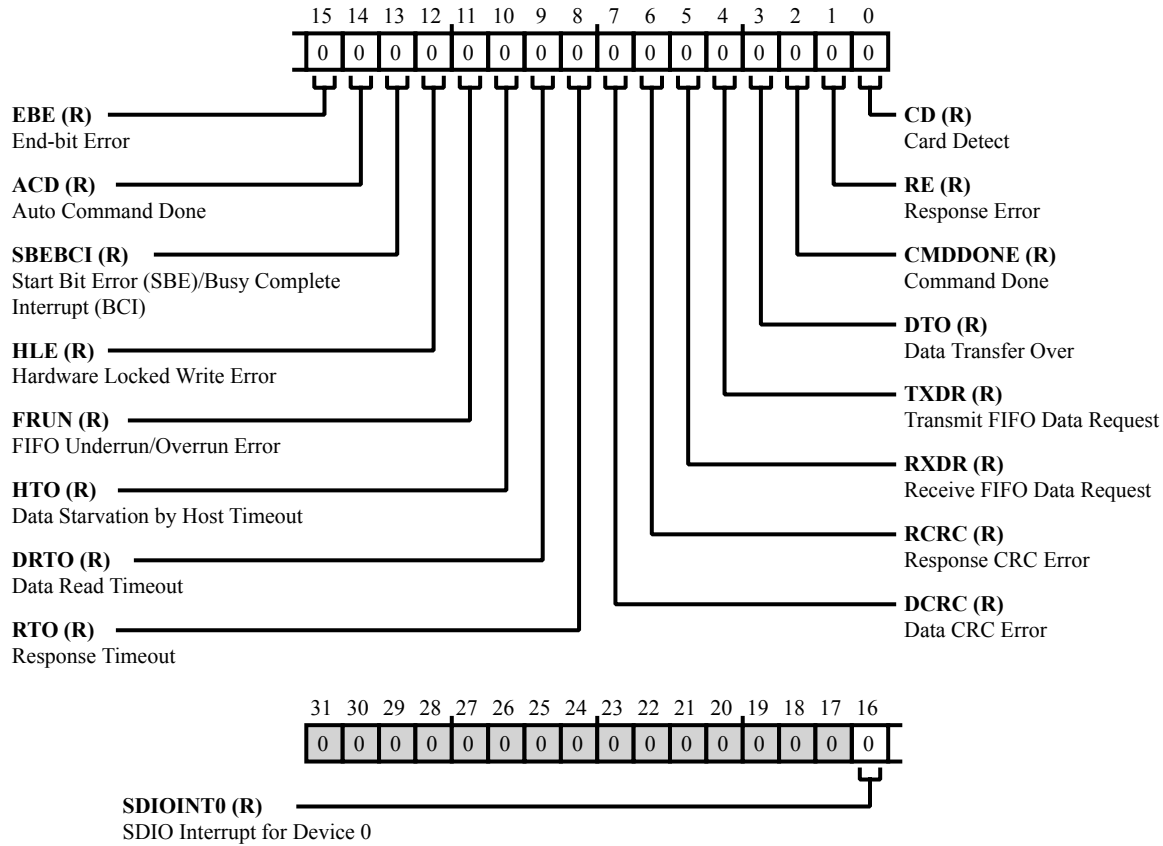 15 14 13 12 11 10 9 8 7 6 5 4 3 2 1 0
0 0 0 0 0 0 0 0 0 0 0 0 0 0 0 0
EBE (R)
End-bit Error
ACD (R)
Auto Command Done
SBEBCI (R)
Start Bit Error (SBE)/Busy Complete
Interrupt (BCI)
HLE (R)
Hardware Locked Write Error
FRUN (R)
FIFO Underrun/Overrun Error
HTO (R)
Data Starvation by Host Timeout
DRTO (R)
Data Read Timeout
RTO (R)
Response Timeout
CD (R)
Card Detect
RE (R)
Response Error
CMDDONE (R)
Command Done
DTO (R)
Data Transfer Over
TXDR (R)
Transmit FIFO Data Request
RXDR (R)
Receive FIFO Data Request
RCRC (R)
Response CRC Error
DCRC (R)
Data CRC Error
31 30 29 28 27 26 25 24 23 22 21 20 19 18 17 16
0 0 0 0 0 0 0 0 0 0 0 0 0 0 0 0
SDIOINT0 (R)
SDIO Interrupt for Device 0